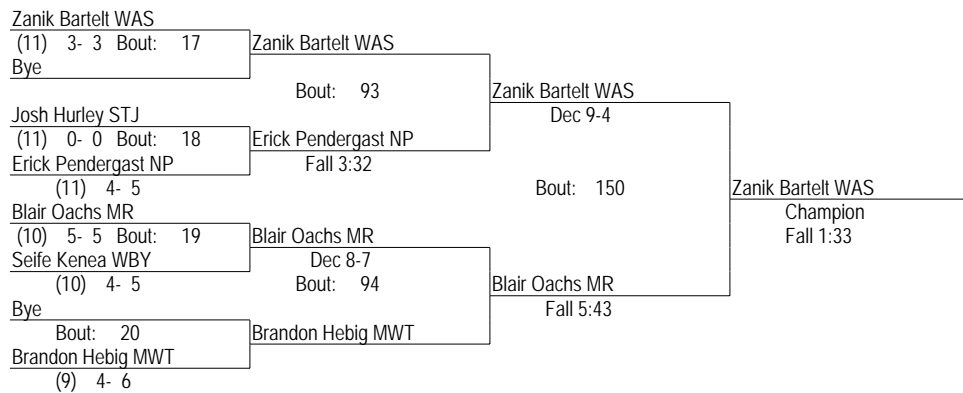 Zanik Bartelt WAS
(11) 3- 3 Bout: 17
Zanik Bartelt WAS
Bye
Bout: 93
Zanik Bartelt WAS
Dec 9-4
Josh Hurley STJ
(11) 0- 0 Bout: 18
Erick Pendergast NP
Erick Pendergast NP
Fall 3:32
(11) 4- 5
Bout: 150
Zanik Bartelt WAS
Champion
Fall 1:33
Blair Oachs MR
(10) 5- 5 Bout: 19
Blair Oachs MR
Seife Kenea WBY
Dec 8-7
(10) 4- 5
Bout: 94
Blair Oachs MR
Fall 5:43
Bye
Bout: 20
Brandon Hebig MWT
Brandon Hebig MWT
(9) 4- 6